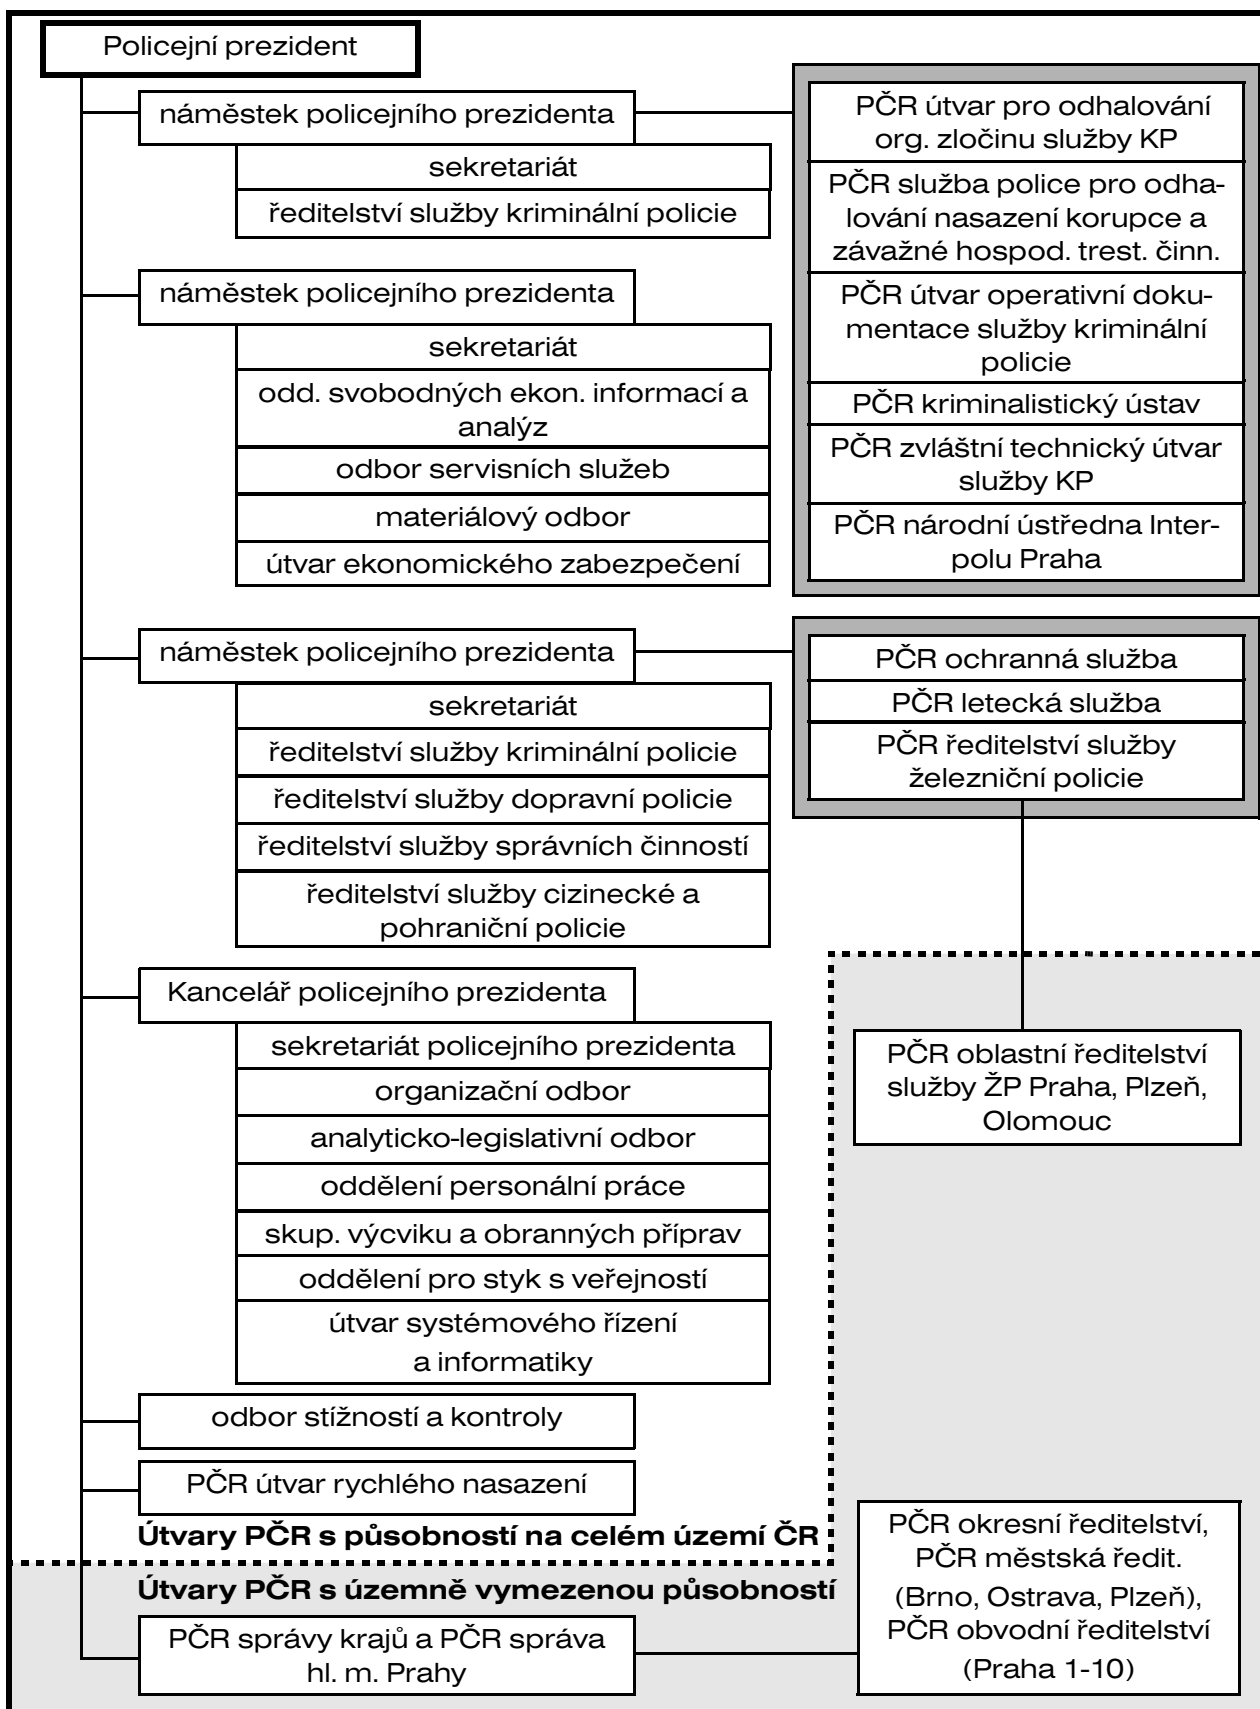 Policejní prezident
náměstek policejního prezidenta
sekretariát
ředitelství služby kriminální policie
PČR útvar pro odhalování
org. zločinu služby KP
PČR služba police pro odha-
lování nasazení korupce a
závažné hospod. trest. činn.
PČR útvar operativní doku-
mentace služby kriminální
policie
PČR kriminalistický ústav
PČR zvláštní technický útvar
služby KP
PČR národní ústředna Inter-
polu Praha
náměstek policejního prezidenta
sekretariát
odd. svobodných ekon. informací a
analýz
odbor servisních služeb
materiálový odbor
útvar ekonomického zabezpečení
náměstek policejního prezidenta
sekretariát
ředitelství služby kriminální policie
ředitelství služby dopravní policie
ředitelství služby správních činností
ředitelství služby cizinecké a
pohraniční policie
PČR ochranná služba
PČR letecká služba
PČR ředitelství služby
železniční policie
PČR oblastní ředitelství
služby ŽP Praha, Plzeň,
Olomouc
Kancelář policejního prezidenta
sekretariát policejního prezidenta
organizační odbor
analyticko-legislativní odbor
oddělení personální práce
skup. výcviku a obranných příprav
oddělení pro styk s veřejností
útvar systémového řízení
a informatiky
odbor stížností a kontroly
PČR útvar rychlého nasazení
Útvary PČR s působností na celém území ČR
Útvary PČR s územně vymezenou působností
PČR správy krajů a PČR správa
hl. m. Prahy
PČR okresní ředitelství,
PČR městská ředit.
(Brno, Ostrava, Plzeň),
PČR obvodní ředitelství
(Praha 1-10)